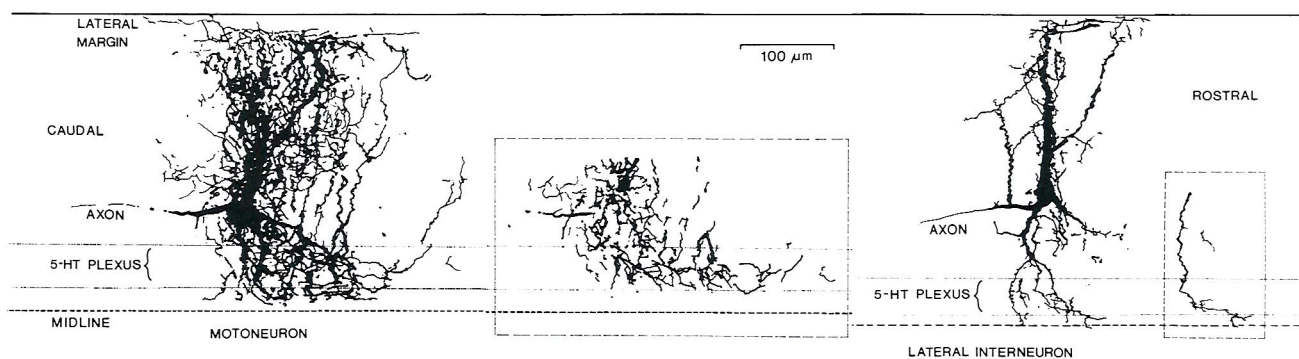 LATERAL
MARGIN
100 µm
CAUDAL
ROSTRAL
AXON
AXON
5-HT PLEXUS
5-HT PLEXUS
MIDLINE
MOTONEURON
LATERAL INTERNEURON